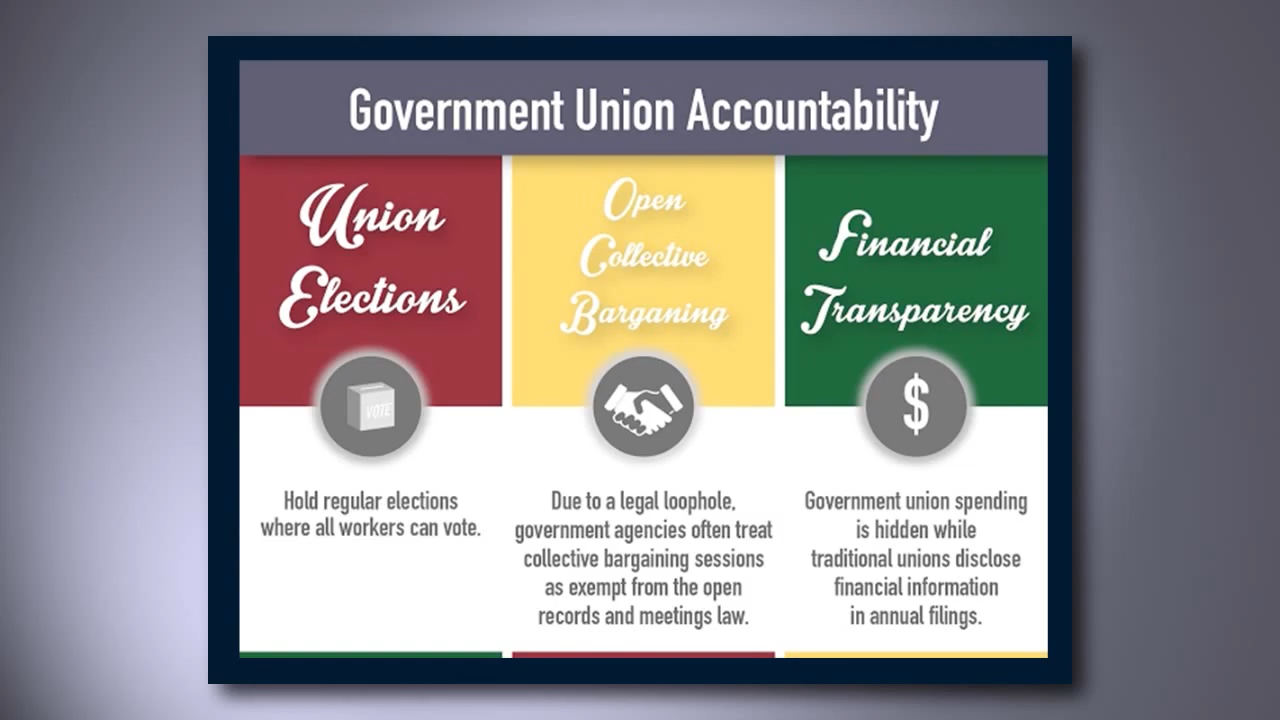 Government Union Accountability
Union
Elections
VOTE
Hold regular elections
where all workers can vote.
Open
Collective
Barganing
Due to a legal loophole,
government agencies often treat
collective bargaining sessions
as exempt from the open
records and meetings law.
Financial
Transparency
$
Government union spending
is hidden while
traditional unions disclose
financial information
in annual filings.